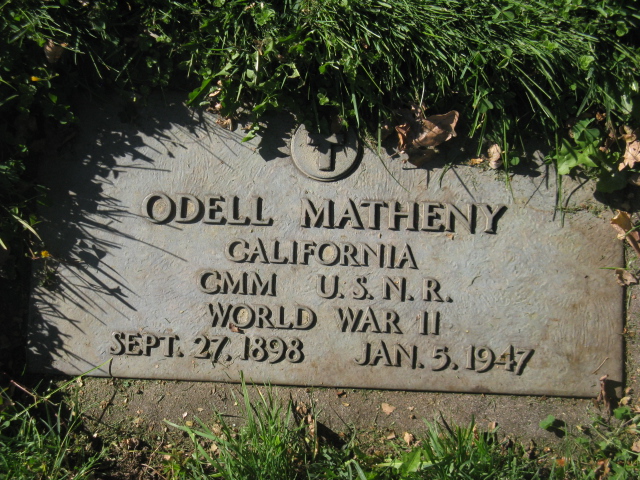 ODELL MATHENY
CALIFORNIA
CMM U.S.N.R.
WORLD WAR II
SEPT. 27, 1898 JAN. 5, 1947